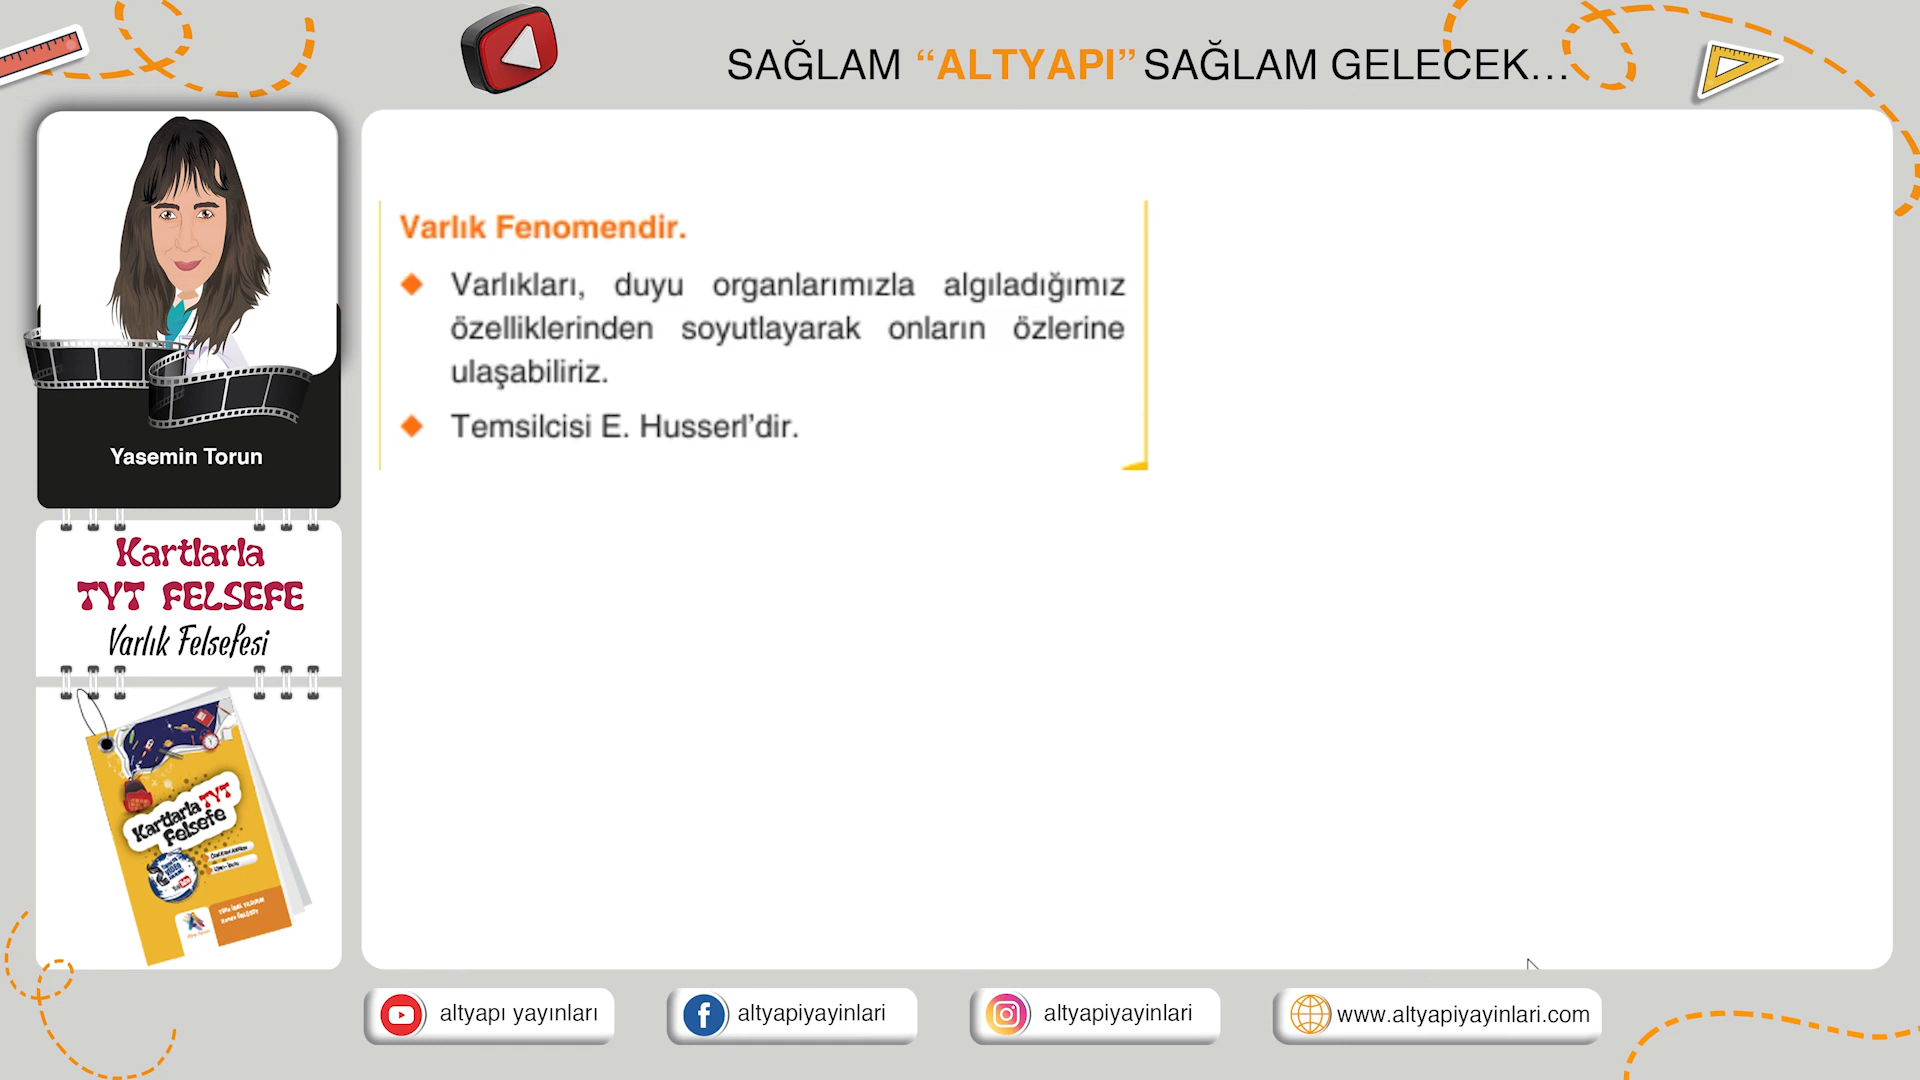 SAĞLAM “ALTYAPI” SAĞLAM GELECEK...
Varlık Fenomendir.
Varlıkları, duyu organlarımızla algıladığımız
özelliklerinden soyutlayarak onların özlerine
ulaşabiliriz.
Temsilcisi E. Husserl’dir.
Yasemin Torun
Kartlarla
TYT FELSEFE
Varlık Felsefesi
Kartlarla TYT
Felsefe
altyapı yayınları
altyapiyayinlari
altyapiyayinlari
www.altyapiyayinlari.com